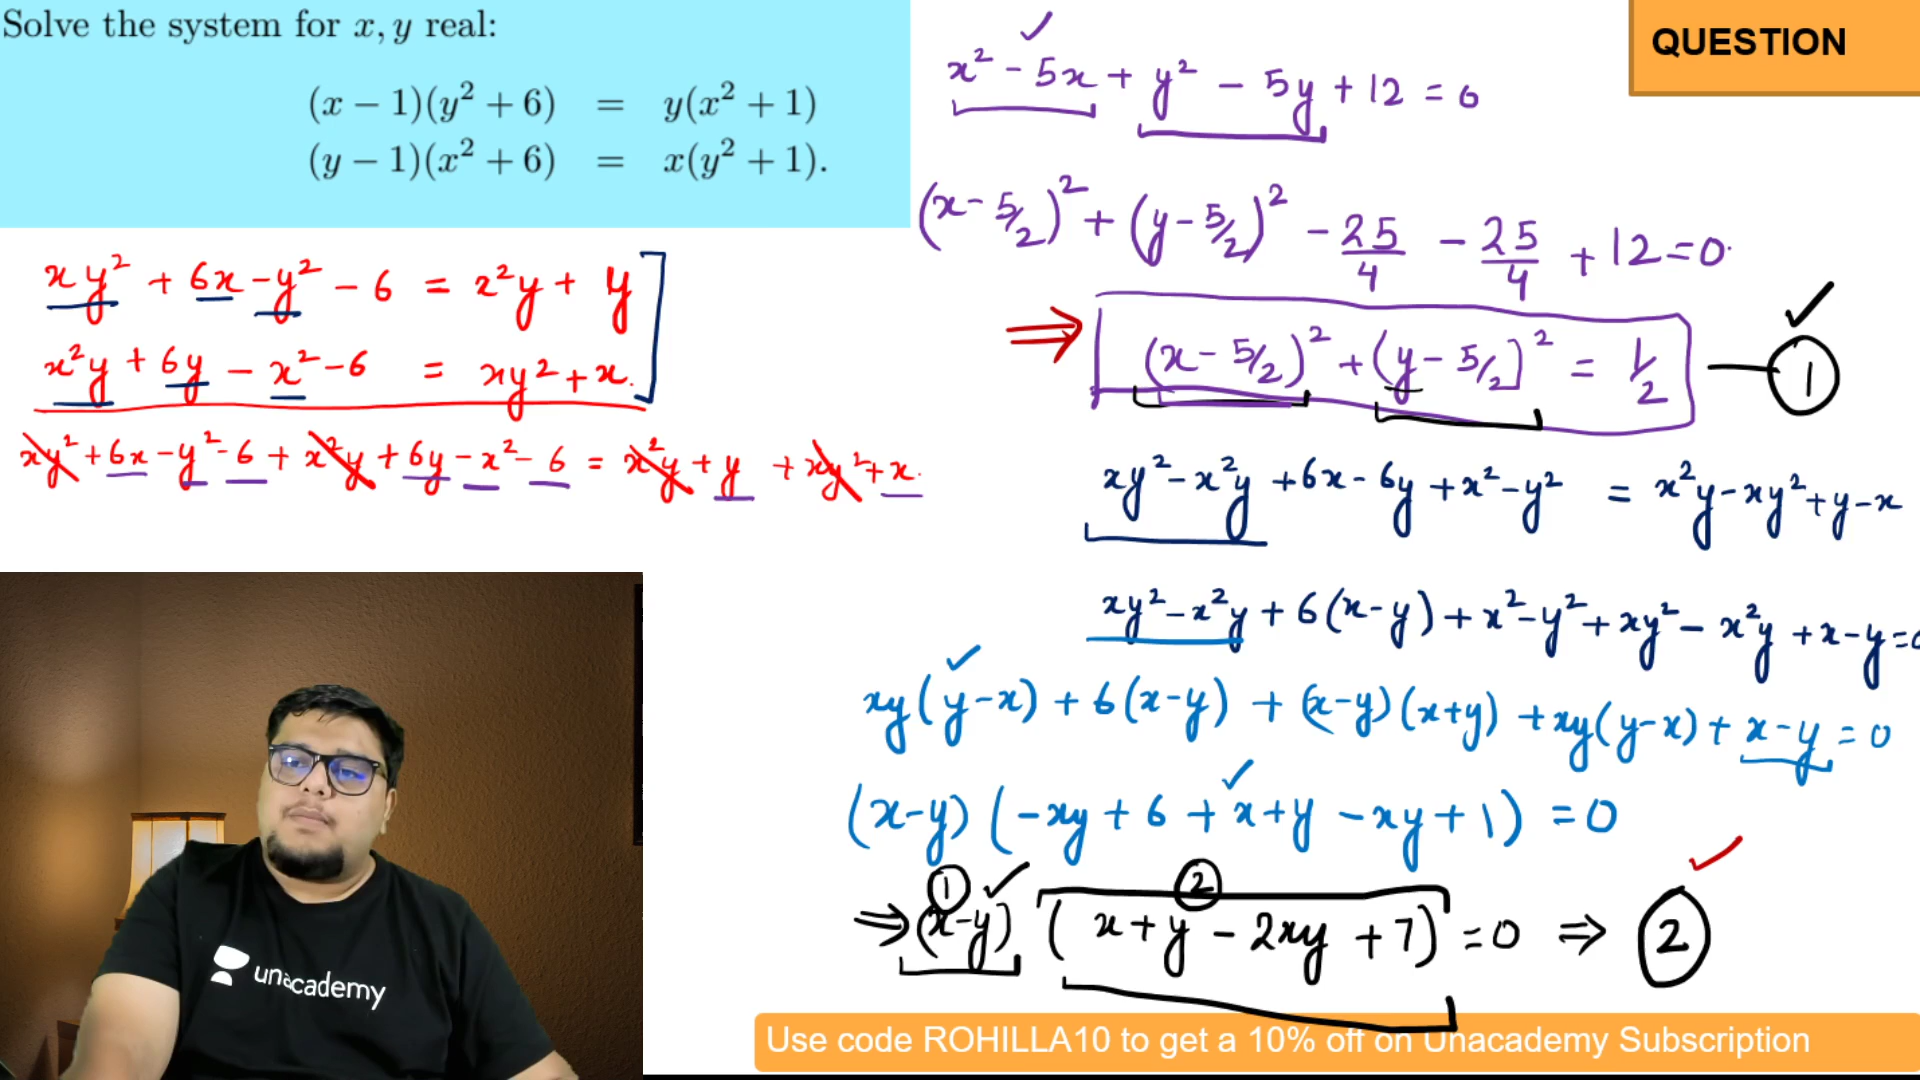 Solve the system for x, y real:
(x − 1)(y² + 6) = y(x² + 1)
(y − 1)(x² + 6) = x(y² + 1).
xy² + 6x − y² − 6 = x²y + y
x²y + 6y − x² − 6 = xy² + x.
xy² + 6x − y² − 6 + x²y + 6y − x² − 6 = x²y + y + xy² + x.
QUESTION
x² − 5x + y² − 5y + 12 = 0
(x − 5/2)² + (y − 5/2)² − 25/4 − 25/4 + 12 = 0.
⇒ (x − 5/2)² + (y − 5/2)² = 1/2 — ①
xy² − x²y + 6x − 6y + x² − y² = x²y − xy² + y − x
xy² − x²y + 6(x − y) + x² − y² + xy² − x²y + x − y = 0
xy(y − x) + 6(x − y) + (x − y)(x + y) + xy(y − x) + x − y = 0
(x − y)(−xy + 6 + x + y − xy + 1) = 0
① ②
⇒ (x − y) (x + y − 2xy + 7) = 0 ⇒ ②
unacademy
Use code ROHILLA10 to get a 10% off on Unacademy Subscription